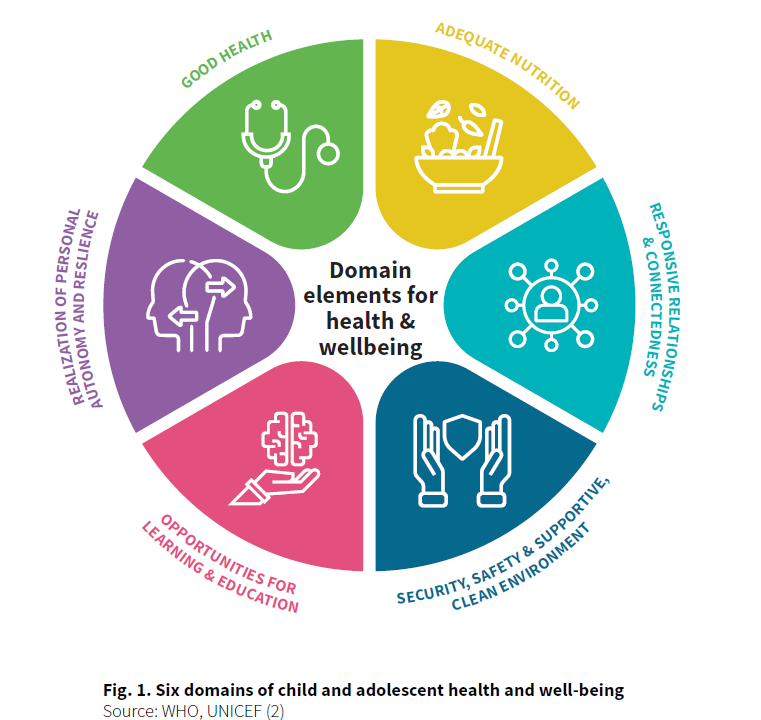 GOOD HEALTH
ADEQUATE NUTRITION
RESPONSIVE RELATIONSHIPS
& CONNECTEDNESS
SECURITY, SAFETY & SUPPORTIVE,
CLEAN ENVIRONMENT
OPPORTUNITIES FOR
LEARNING & EDUCATION
REALIZATION OF PERSONAL
AUTONOMY AND RESLIENCE
Domain
elements for
health &
wellbeing
Fig. 1. Six domains of child and adolescent health and well-being
Source: WHO, UNICEF (2)